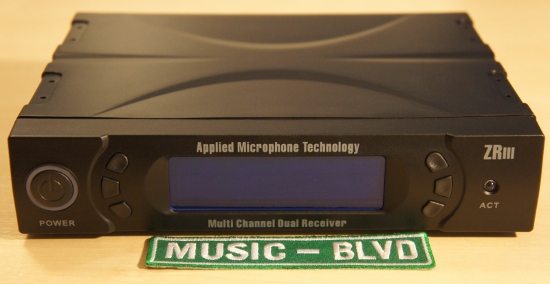 Applied Microphone Technology
ZRIII
POWER
ACT
Multi Channel Dual Receiver
MUSIC - BLVD